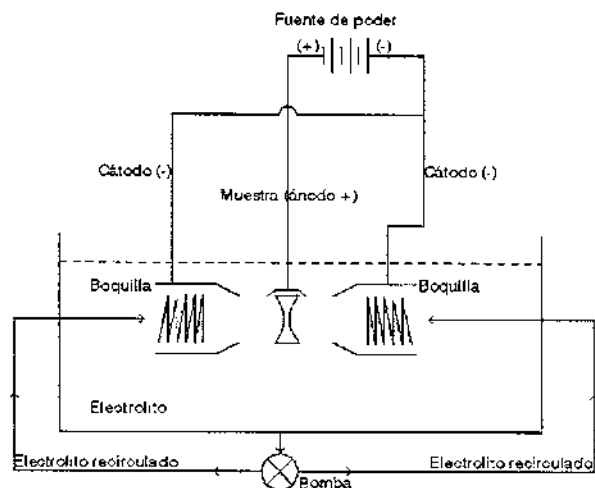 Fuente de poder
(+) (-)
Cátodo (-)
Cátodo (-)
Muestra (ánodo +)
Boquilla
Boquilla
Electrolito
Electrolito recirculado
Electrolito recirculado
Bomba